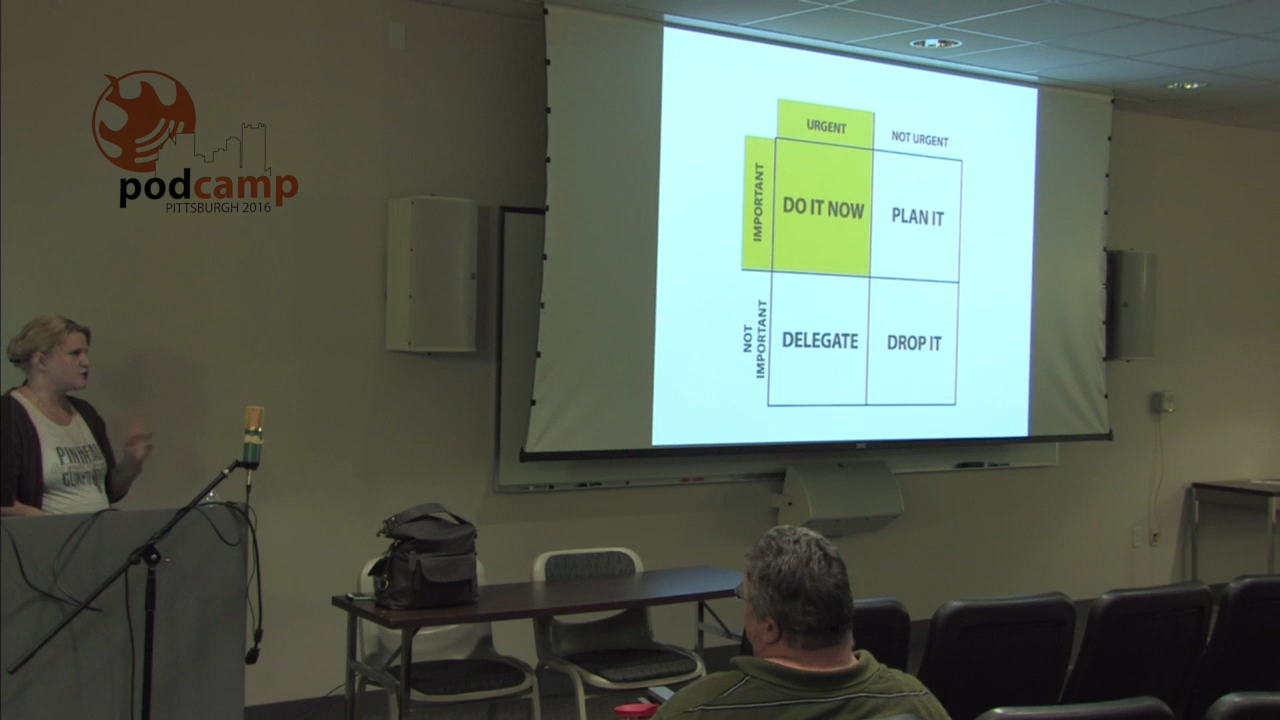 podcamp
PITTSBURGH 2016
URGENT
NOT URGENT
IMPORTANT
DO IT NOW
PLAN IT
NOT
IMPORTANT
DELEGATE
DROP IT